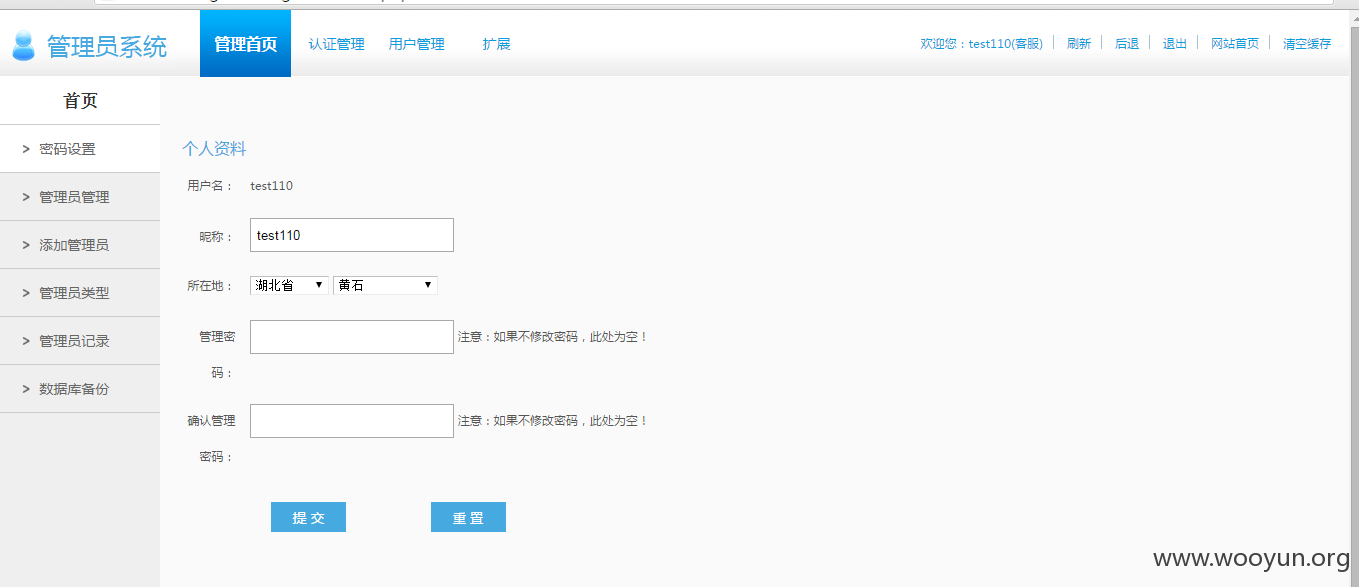 管理员系统
管理首页 认证管理 用户管理 扩展
欢迎您：test110(客服) 刷新 后退 退出 网站首页 清空缓存
首页
> 密码设置
> 管理员管理
> 添加管理员
> 管理员类型
> 管理员记录
> 数据库备份
个人资料
用户名： test110
昵称： test110
所在地： 湖北省 ▼ 黄石 ▼
管理密 注意：如果不修改密码，此处为空！
码：
确认管理 注意：如果不修改密码，此处为空！
密码：
提 交 重 置
www.wooyun.org